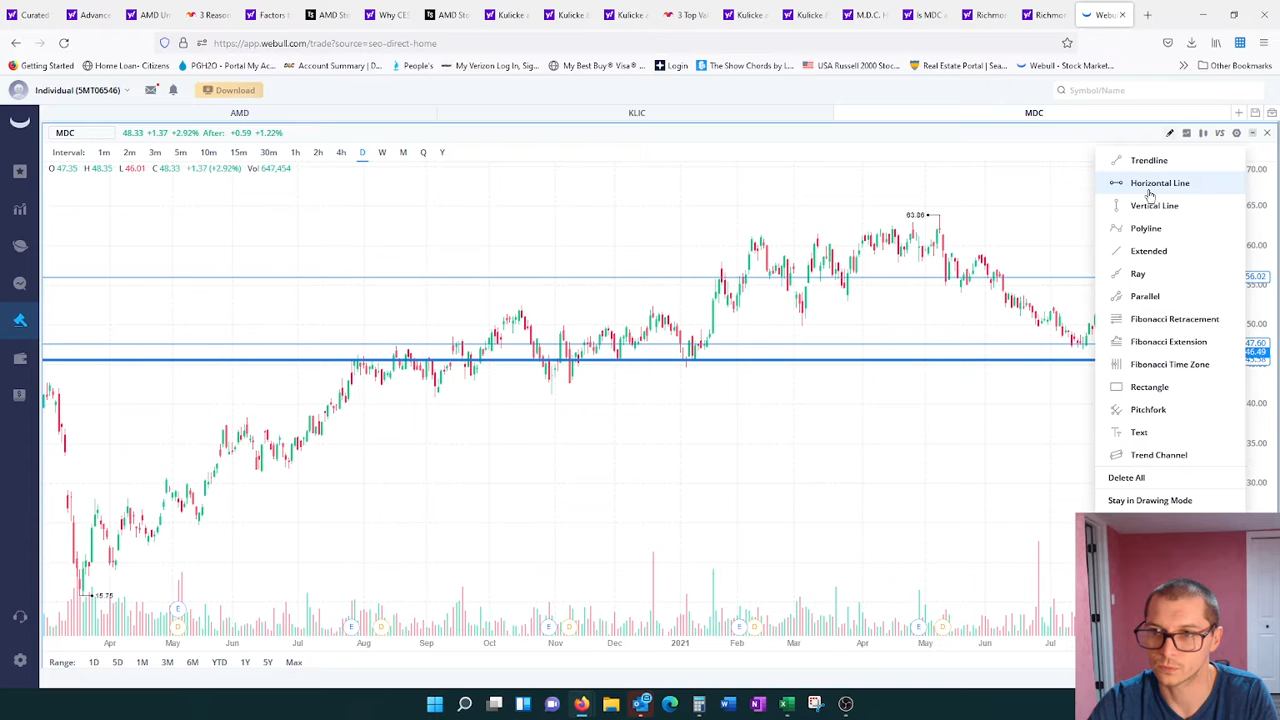 Curated
Advance
AMD Un
3 Reason
Factors b
AMD Sto
Why CES
AMD Sto
Kulicke &
Kulicke &
Kulicke a
3 Top Va
Kulicke a
Kulicke &
M.D.C. H
Is MDC a
Richmon
Richmon
Webul
https://app.webull.com/trade?source=seo-direct-home
Getting Started
Home Loan- Citizens
PGH2O - Portal My Ac...
Account Summary | D...
People's
My Verizon Log In, Sig...
My Best Buy® Visa® ...
Login
The Show Chords by L...
USA Russell 2000 Stoc...
Real Estate Portal | Sea...
Webull - Stock Market...
Other Bookmarks
Individual (5MT06546)
Download
Symbol/Name
AMD
KLIC
MDC
MDC
48.33 +1.37 +2.92% After: +0.59 +1.22%
VS
Interval: 1m 2m 3m 5m 10m 15m 30m 1h 2h 4h D W M Q Y
O 47.35 H 48.35 L 46.01 C 48.33 +1.37 (+2.92%) Vol 647,454
Trendline
Horizontal Line
Vertical Line
Polyline
Extended
Ray
Parallel
Fibonacci Retracement
Fibonacci Extension
Fibonacci Time Zone
Rectangle
Pitchfork
Text
Trend Channel
Delete All
Stay in Drawing Mode
70.00
65.00
60.00
56.02
55.00
50.00
47.60
46.49
40.00
35.00
30.00
63.86
15.75
E
D
E
D
E
D
E
D
E
D
Apr May Jun Jul Aug Sep Oct Nov Dec 2021 Feb Mar Apr May Jun Jul
Range: 1D 5D 1M 3M 6M YTD 1Y 5Y Max